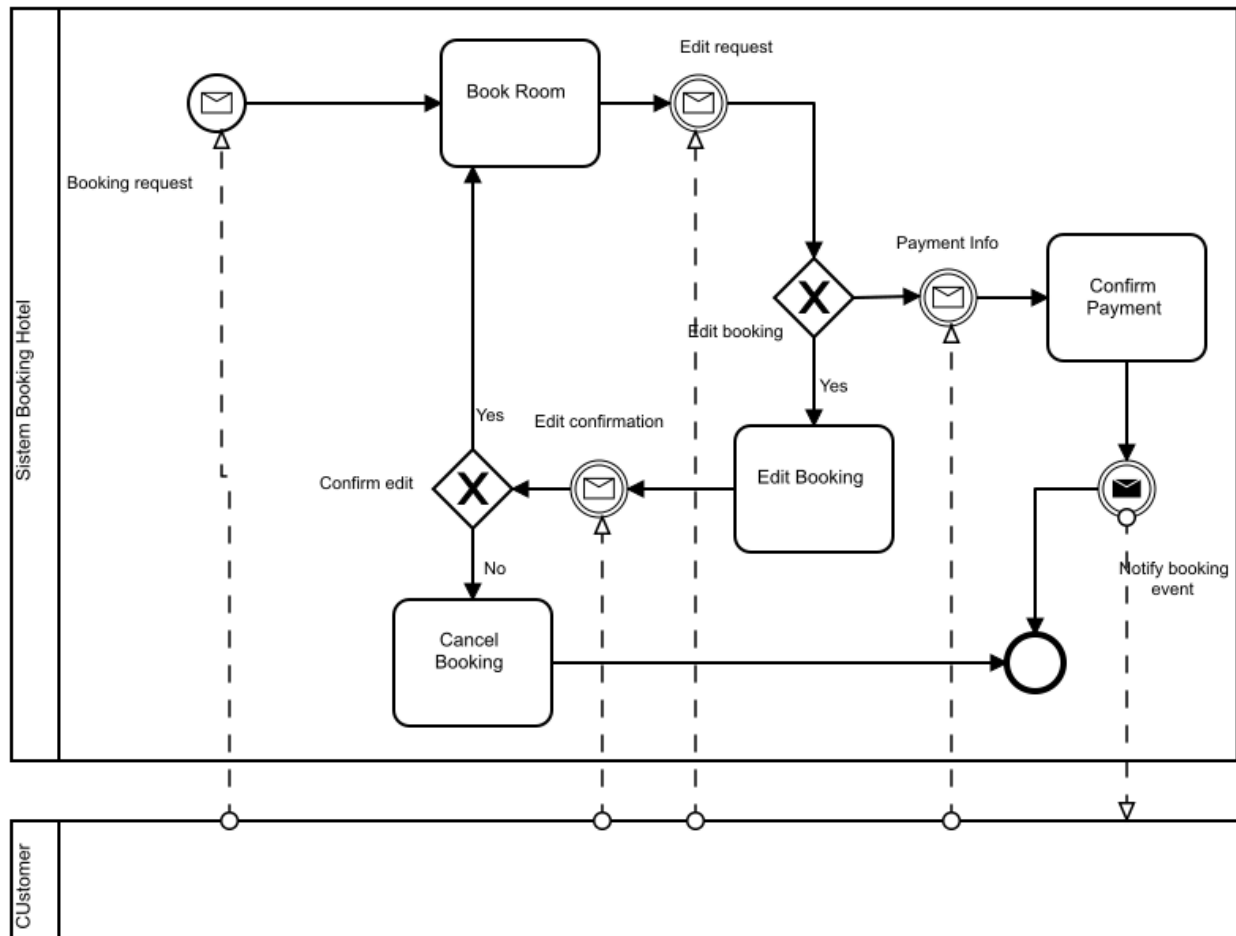 Sistem Booking Hotel
Edit request
Book Room
Booking request
Payment Info
Confirm
Payment
Edit booking
Yes
Yes
Edit confirmation
Edit Booking
Confirm edit
No
Notify booking
event
Cancel
Booking
CUstomer